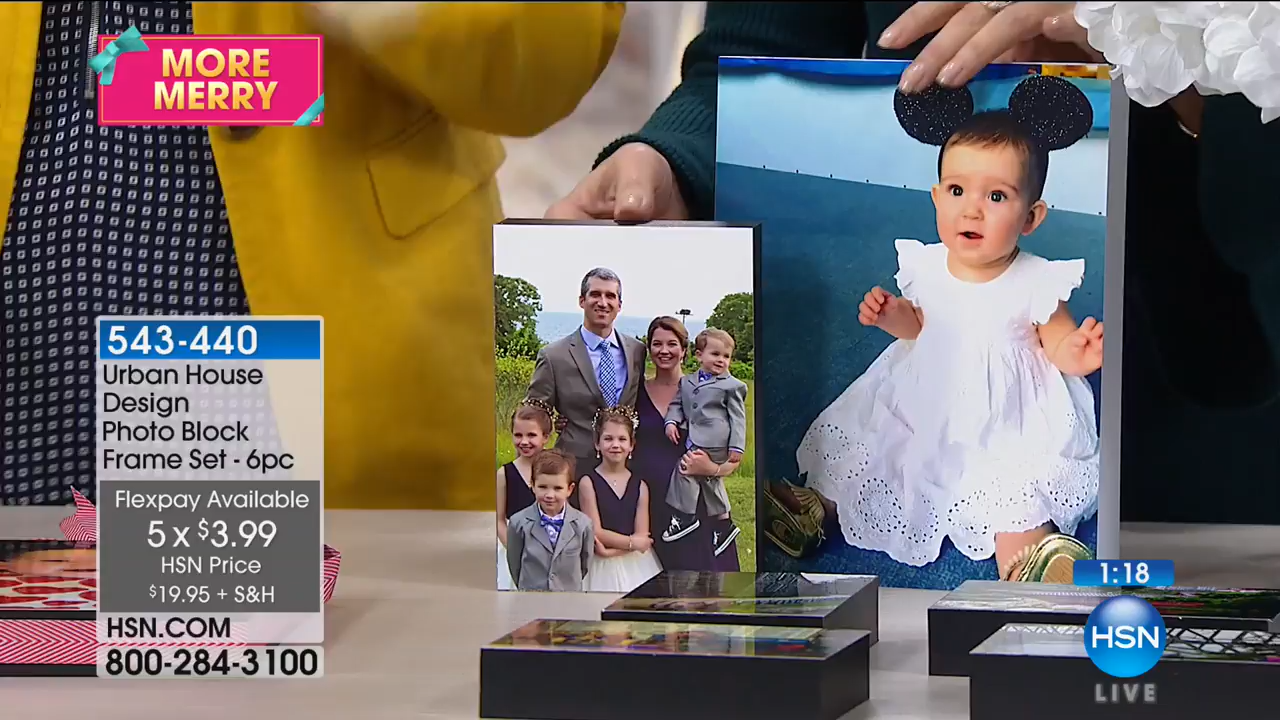 MORE
MERRY
543-440
Urban House
Design
Photo Block
Frame Set - 6pc
Flexpay Available
5 x $3.99
HSN Price
$19.95 + S&H
HSN.COM
800-284-3100
1:18
HSN
LIVE